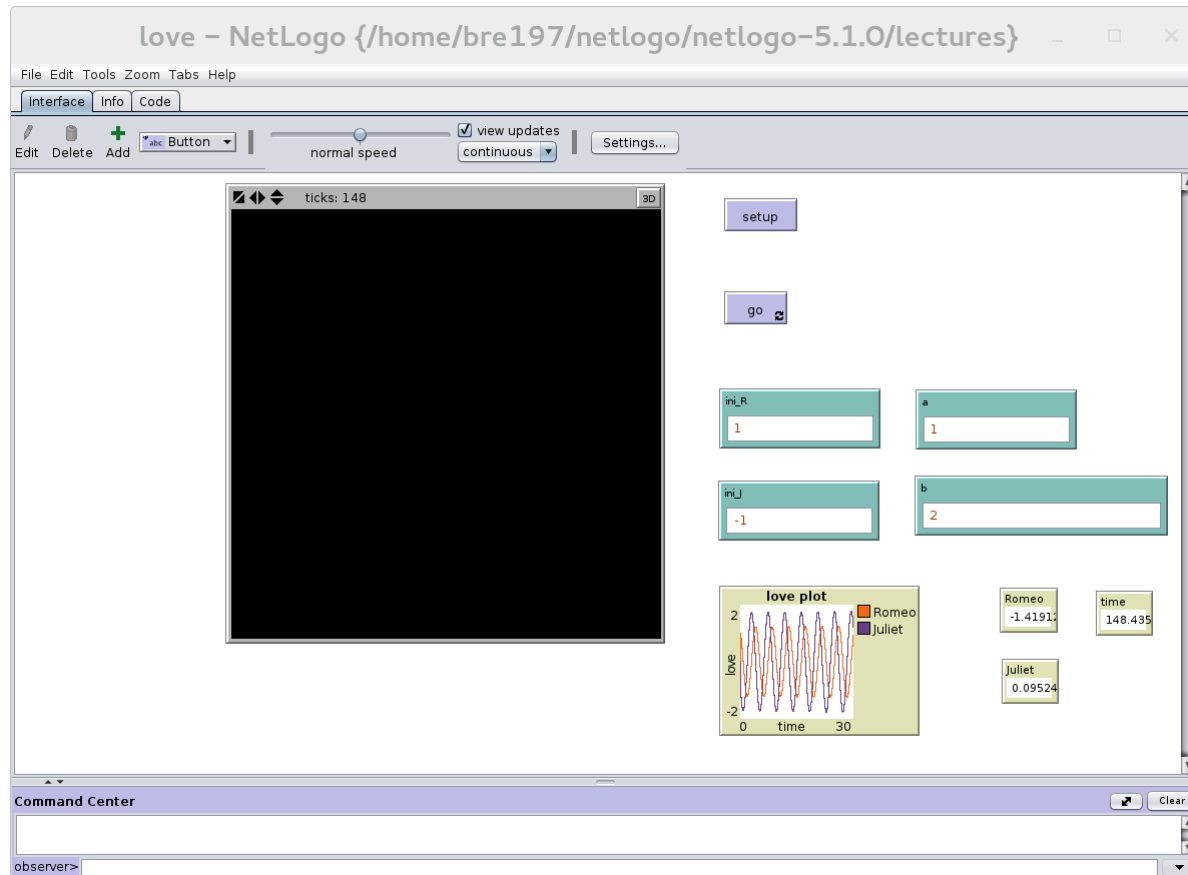 love – NetLogo {/home/bre197/netlogo/netlogo-5.1.0/lectures}
File Edit Tools Zoom Tabs Help
Interface Info Code
Edit Delete Add abc Button normal speed view updates continuous Settings...
ticks: 148 3D
setup
go
ini_R a
1 1
ini_J b
-1 2
love plot
2 Romeo
Juliet
love
-2
0 time 30
Romeo time
-1.41912 148.435
Juliet
0.09524
Command Center Clear
observer>